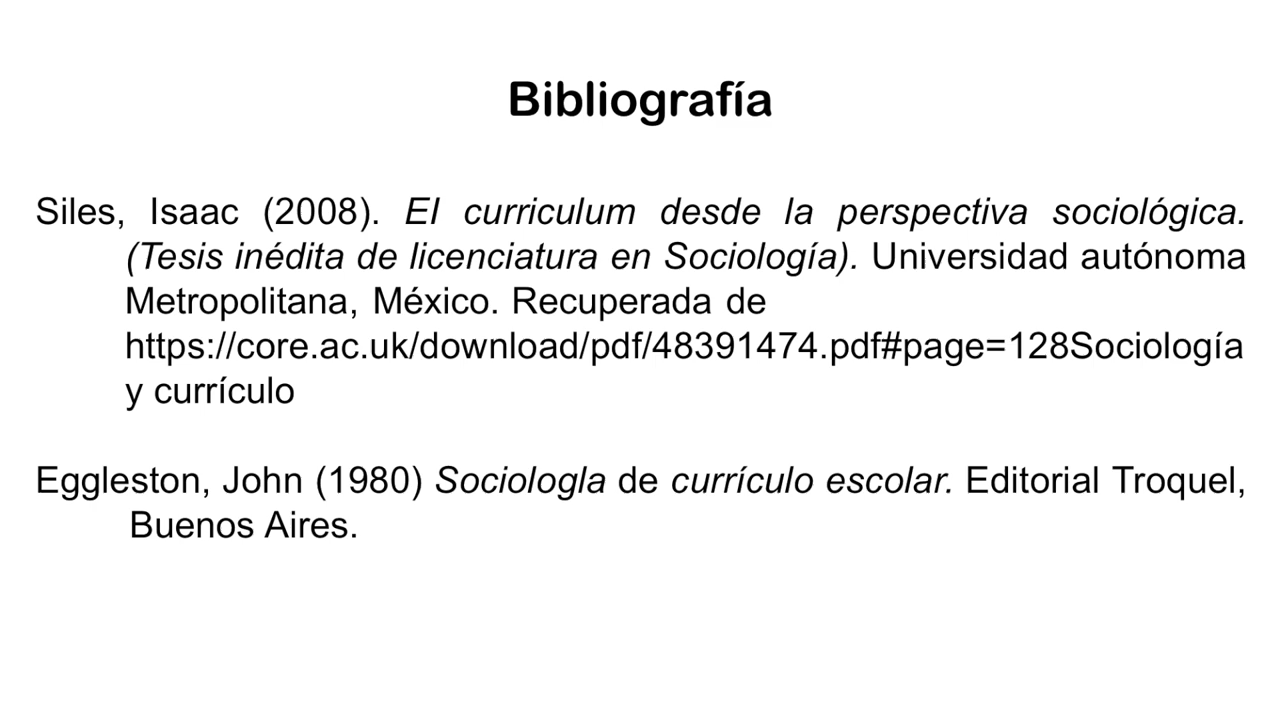 Bibliografía
Siles, Isaac (2008). El curriculum desde la perspectiva sociológica.
(Tesis inédita de licenciatura en Sociología). Universidad autónoma
Metropolitana, México. Recuperada de
https://core.ac.uk/download/pdf/48391474.pdf#page=128Sociología
y currículo
Eggleston, John (1980) Sociologla de currículo escolar. Editorial Troquel,
Buenos Aires.